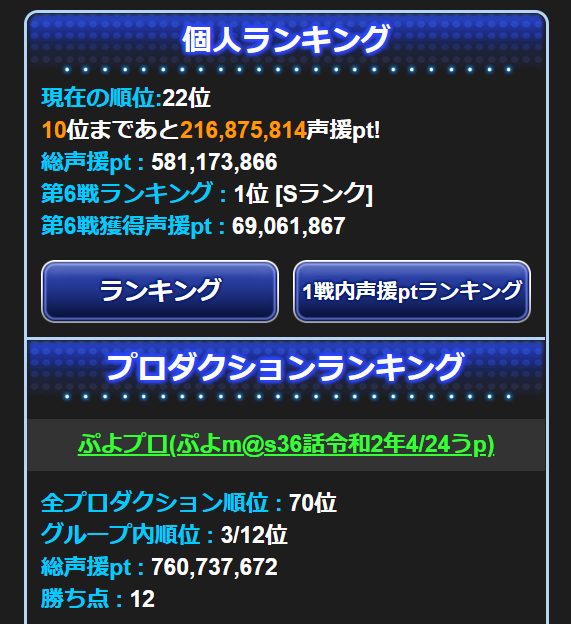 個人ランキング
現在の順位:22位
10位まであと216,875,814声援pt!
総声援pt : 581,173,866
第6戦ランキング : 1位 [Sランク]
第6戦獲得声援pt : 69,061,867
ランキング
1戦内声援ptランキング
プロダクションランキング
ぷよプロ(ぷよm@s36話令和2年4/24うp)
全プロダクション順位 : 70位
グループ内順位 : 3/12位
総声援pt : 760,737,672
勝ち点 : 12